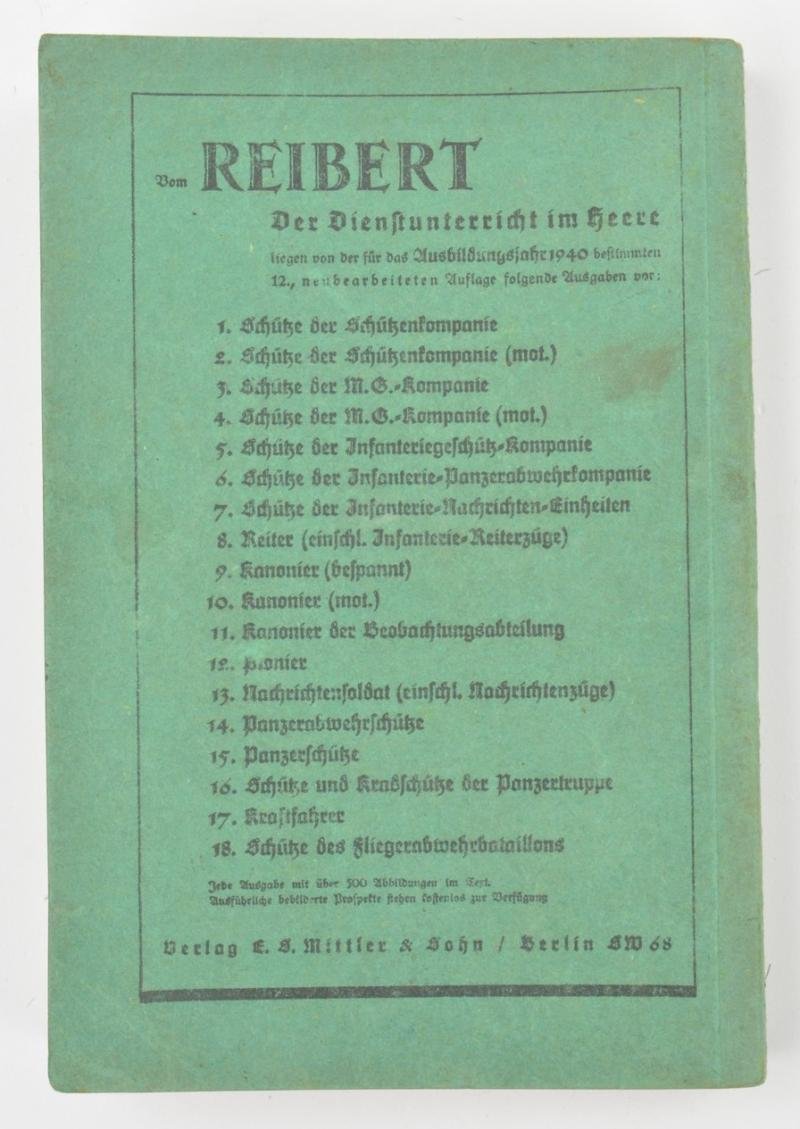 Vom REIBERT
Der Dienstunterricht im Heere
liegen von der für das Ausbildungsjahr 1940 bestimmten
12., neubearbeiteten Auflage folgende Ausgaben vor:
1. Schütze der Schützenkompanie
2. Schütze der Schützenkompanie (mot.)
3. Schütze der M.G.-Kompanie
4. Schütze der M.G.-Kompanie (mot.)
5. Schütze der Infanteriegeschütz-Kompanie
6. Schütze der Infanterie-Panzerabwehrkompanie
7. Schütze der Infanterie-Nachrichten-Einheiten
8. Reiter (einschl. Infanterie-Reiterzüge)
9. Kanonier (bespannt)
10. Kanonier (mot.)
11. Kanonier der Beobachtungsabteilung
12. Pionier
13. Nachrichtensoldat (einschl. Nachrichtenzüge)
14. Panzerabwehrschütze
15. Panzerschütze
16. Schütze und Kradschütze der Panzertruppe
17. Kraftfahrer
18. Schütze des Fliegerabwehrbataillons
Jede Ausgabe mit über 500 Abbildungen im Text.
Ausführliche bebilderte Prospekte stehen kostenlos zur Verfügung
Verlag E. S. Mittler & Sohn / Berlin SW 68